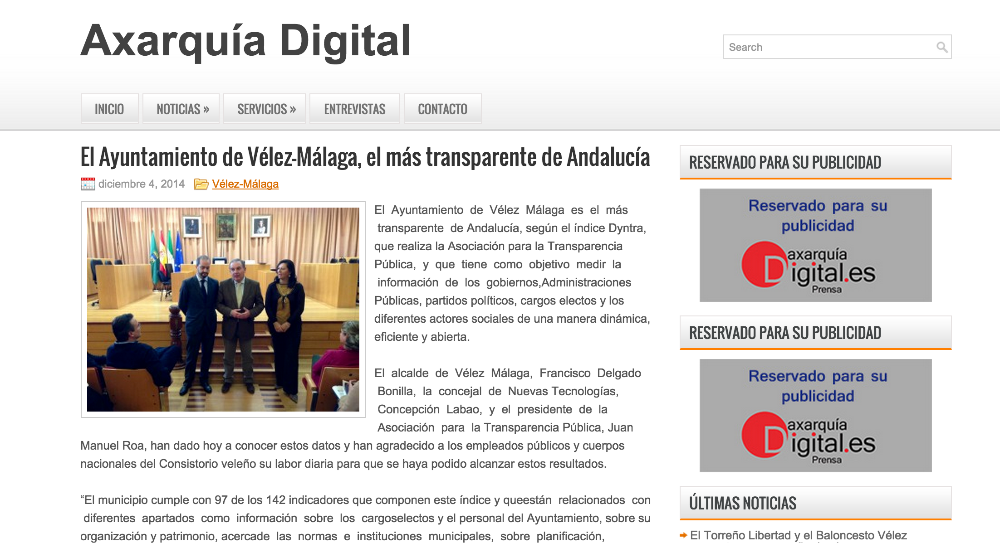 Axarquía Digital
Search
INICIO
NOTICIAS »
SERVICIOS »
ENTREVISTAS
CONTACTO
El Ayuntamiento de Vélez-Málaga, el más transparente de Andalucía
diciembre 4, 2014 Vélez-Málaga
El Ayuntamiento de Vélez Málaga es el más
transparente de Andalucía, según el índice Dyntra,
que realiza la Asociación para la Transparencia
Pública, y que tiene como objetivo medir la
información de los gobiernos,Administraciones
Públicas, partidos políticos, cargos electos y los
diferentes actores sociales de una manera dinámica,
eficiente y abierta.
El alcalde de Vélez Málaga, Francisco Delgado
Bonilla, la concejal de Nuevas Tecnologías,
Concepción Labao, y el presidente de la
Asociación para la Transparencia Pública, Juan
Manuel Roa, han dado hoy a conocer estos datos y han agradecido a los empleados públicos y cuerpos
nacionales del Consistorio veleño su labor diaria para que se haya podido alcanzar estos resultados.
“El municipio cumple con 97 de los 142 indicadores que componen este índice y queestán relacionados con
diferentes apartados como información sobre los cargoselectos y el personal del Ayuntamiento, sobre su
organización y patrimonio, acercade las normas e instituciones municipales, sobre planificación,
RESERVADO PARA SU PUBLICIDAD
Reservado para su
publicidad
axarquía
Digital.es
Prensa
RESERVADO PARA SU PUBLICIDAD
Reservado para su
publicidad
axarquía
Digital.es
Prensa
ÚLTIMAS NOTICIAS
El Torreño Libertad y el Baloncesto Vélez